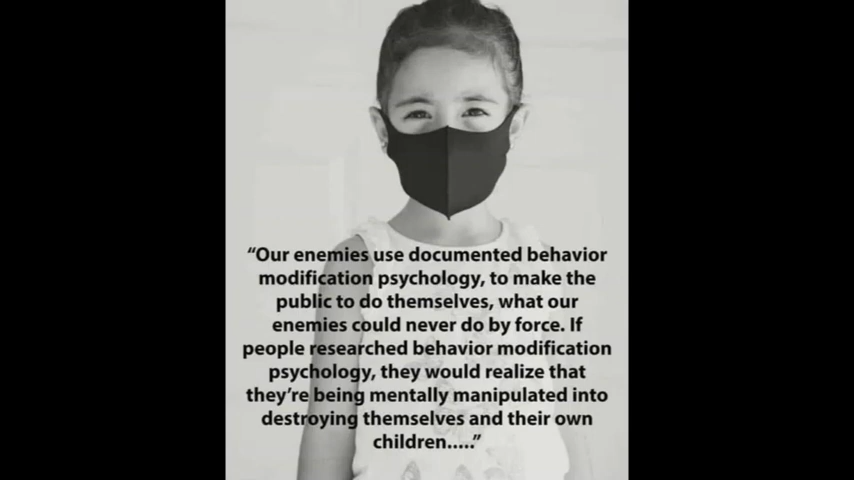 “Our enemies use documented behavior
modification psychology, to make the
public to do themselves, what our
enemies could never do by force. If
people researched behavior modification
psychology, they would realize that
they’re being mentally manipulated into
destroying themselves and their own
children.....”